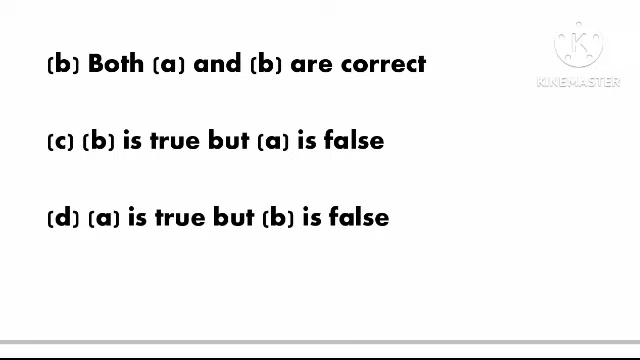 (b) Both (a) and (b) are correct
KINEMASTER
(c) (b) is true but (a) is false
(d) (a) is true but (b) is false